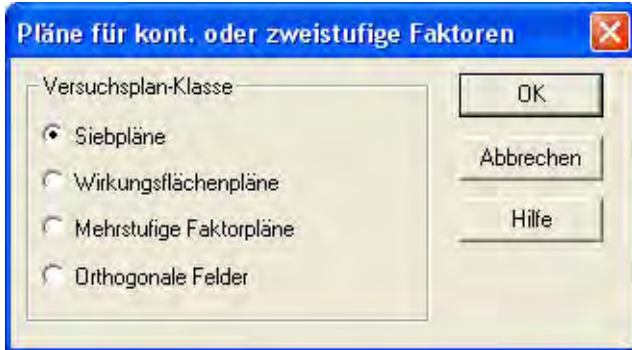 Pläne für kont. oder zweistufige Faktoren
Versuchsplan-Klasse
Siebpläne
Wirkungsflächenpläne
Mehrstufige Faktorpläne
Orthogonale Felder
OK
Abbrechen
Hilfe